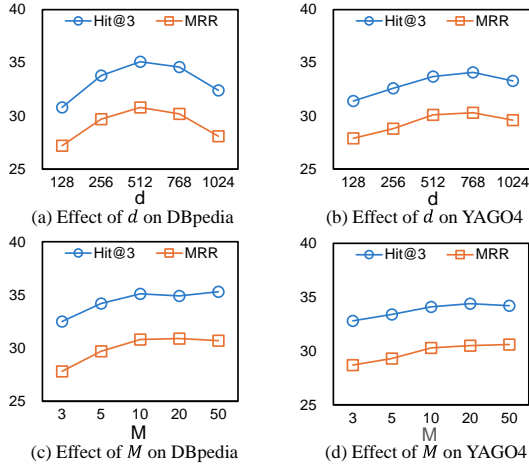 40
Hit@3 MRR
35
30
25
128 256 512 768 1024
d
(a) Effect of d on DBpedia
40
Hit@3 MRR
35
30
25
128 256 512 768 1024
d
(b) Effect of d on YAGO4
40
Hit@3 MRR
35
30
25
3 5 10 20 50
M
(c) Effect of M on DBpedia
40
Hit@3 MRR
35
30
25
3 5 10 20 50
M
(d) Effect of M on YAGO4